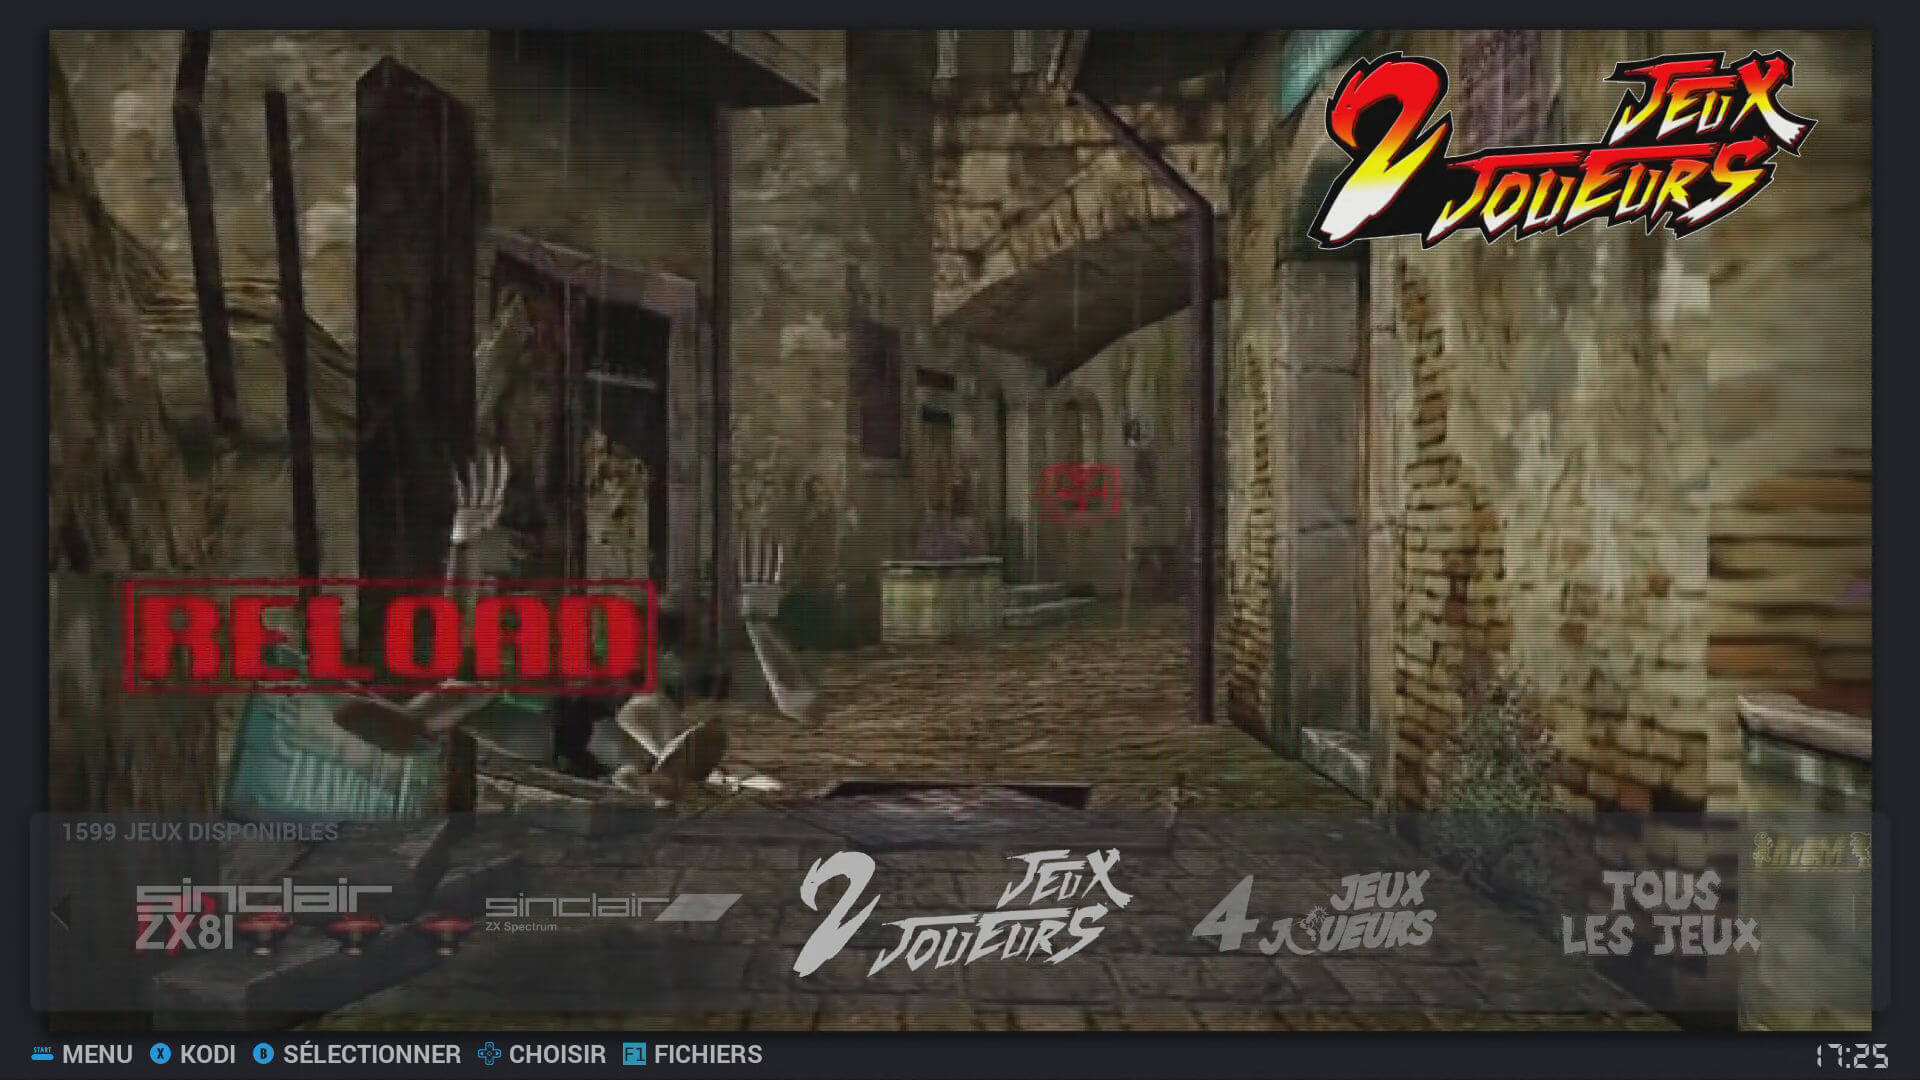 2 JEUX
JOUEURS
RELOAD
1599 JEUX DISPONIBLES
sinclair
ZX81
sinclair
ZX Spectrum
2 JEUX
JOUEURS
4 JEUX
JOUEURS
TOUS
LES JEUX
START MENU X KODI B SÉLECTIONNER CHOISIR F1 FICHIERS
17:25